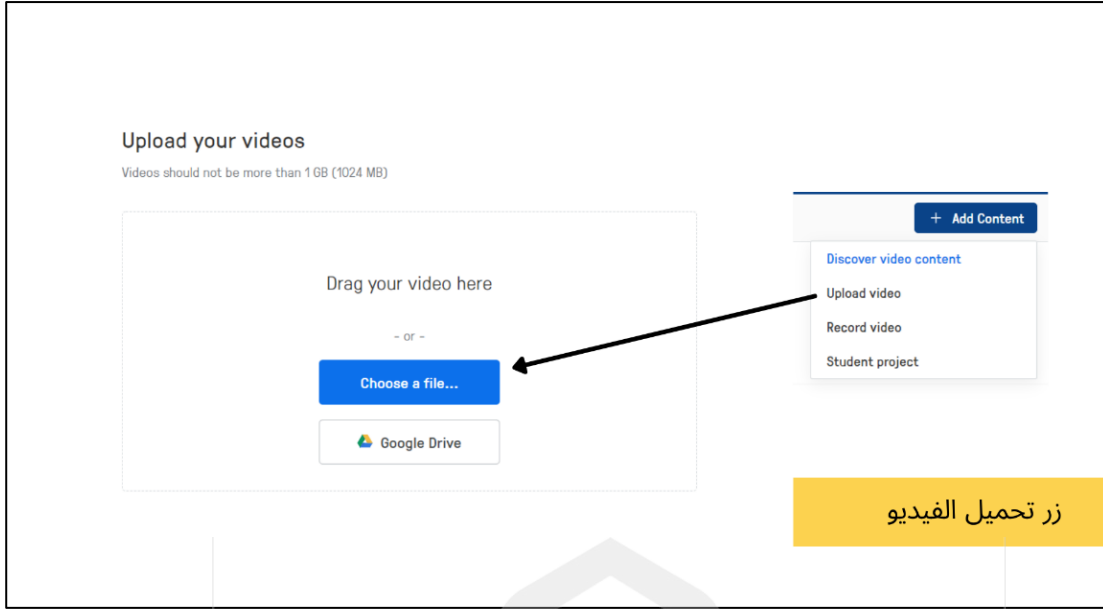 Upload your videos
Videos should not be more than 1 GB (1024 MB)
Drag your video here
- or -
Choose a file...
Google Drive
+ Add Content
Discover video content
Upload video
Record video
Student project
زر تحميل الفيديو